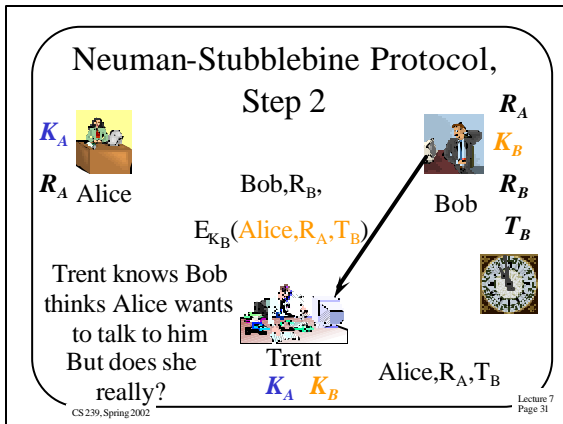 Neuman-Stubblebine Protocol,
Step 2
K_A
R_A Alice
R_A
K_B
R_B
Bob
T_B
Bob,R_B,
E_K_B(Alice,R_A,T_B)
Trent knows Bob
thinks Alice wants
to talk to him
But does she
really?
Trent
K_A K_B
Alice,R_A,T_B
CS 239, Spring 2002
Lecture 7
Page 31